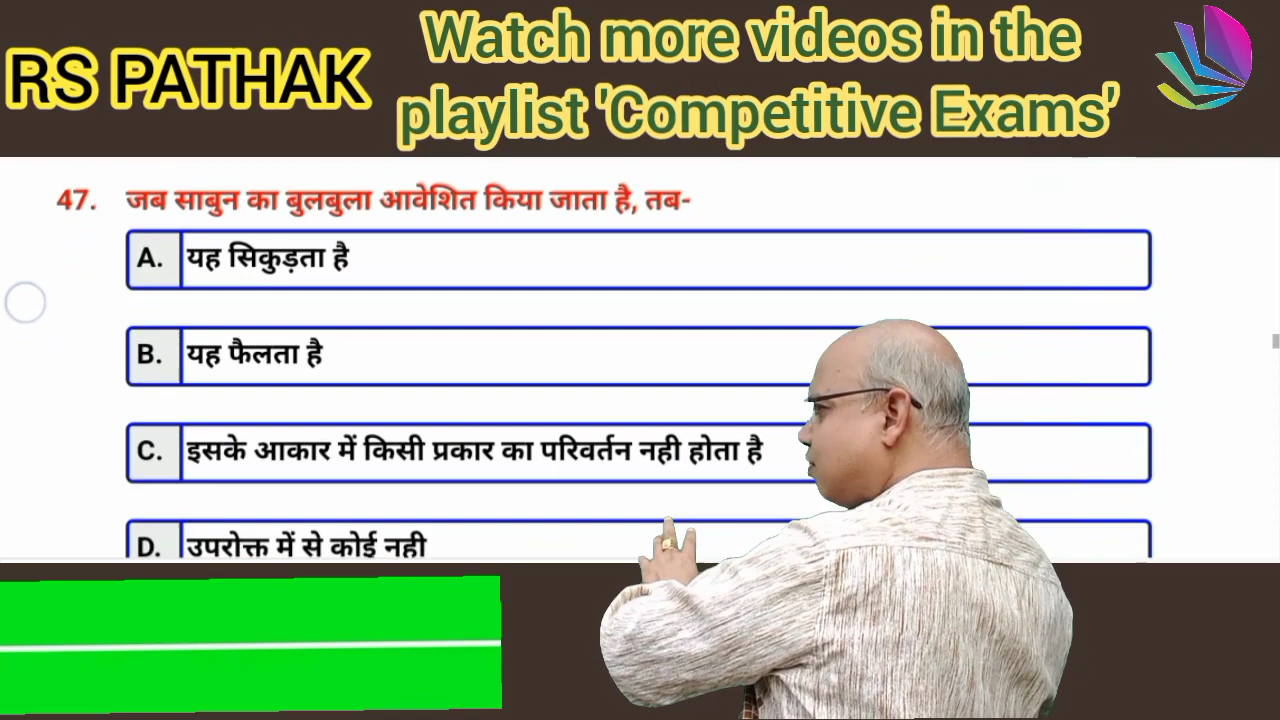 RS PATHAK
Watch more videos in the
playlist 'Competitive Exams'
47. जब साबुन का बुलबुला आवेशित किया जाता है, तब-
A. यह सिकुड़ता है
B. यह फैलता है
C. इसके आकार में किसी प्रकार का परिवर्तन नही होता है
D. उपरोक्त में से कोई नही